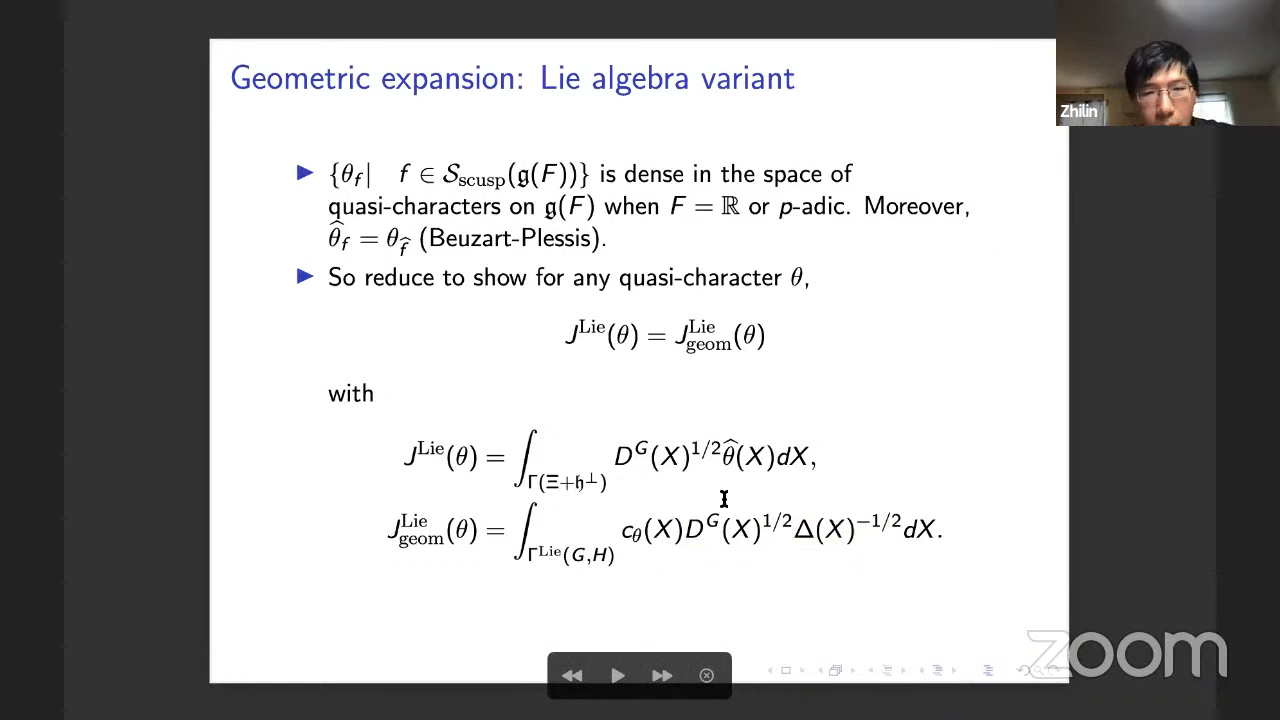 Geometric expansion: Lie algebra variant
Zhilin
▶ {θ_f | f ∈ 𝒮_scusp(𝔤(F))} is dense in the space of
quasi-characters on 𝔤(F) when F = ℝ or p-adic. Moreover,
θ̂_f = θ_f̂ (Beuzart-Plessis).
▶ So reduce to show for any quasi-character θ,
J^Lie(θ) = J^Lie_geom(θ)
with
J^Lie(θ) = ∫_Γ(Ξ+𝔥^⊥) D^G(X)^1/2 θ̂(X)dX,
J^Lie_geom(θ) = ∫_Γ^Lie(G,H) c_θ(X)D^G(X)^1/2 Δ(X)^−1/2 dX.
zoom